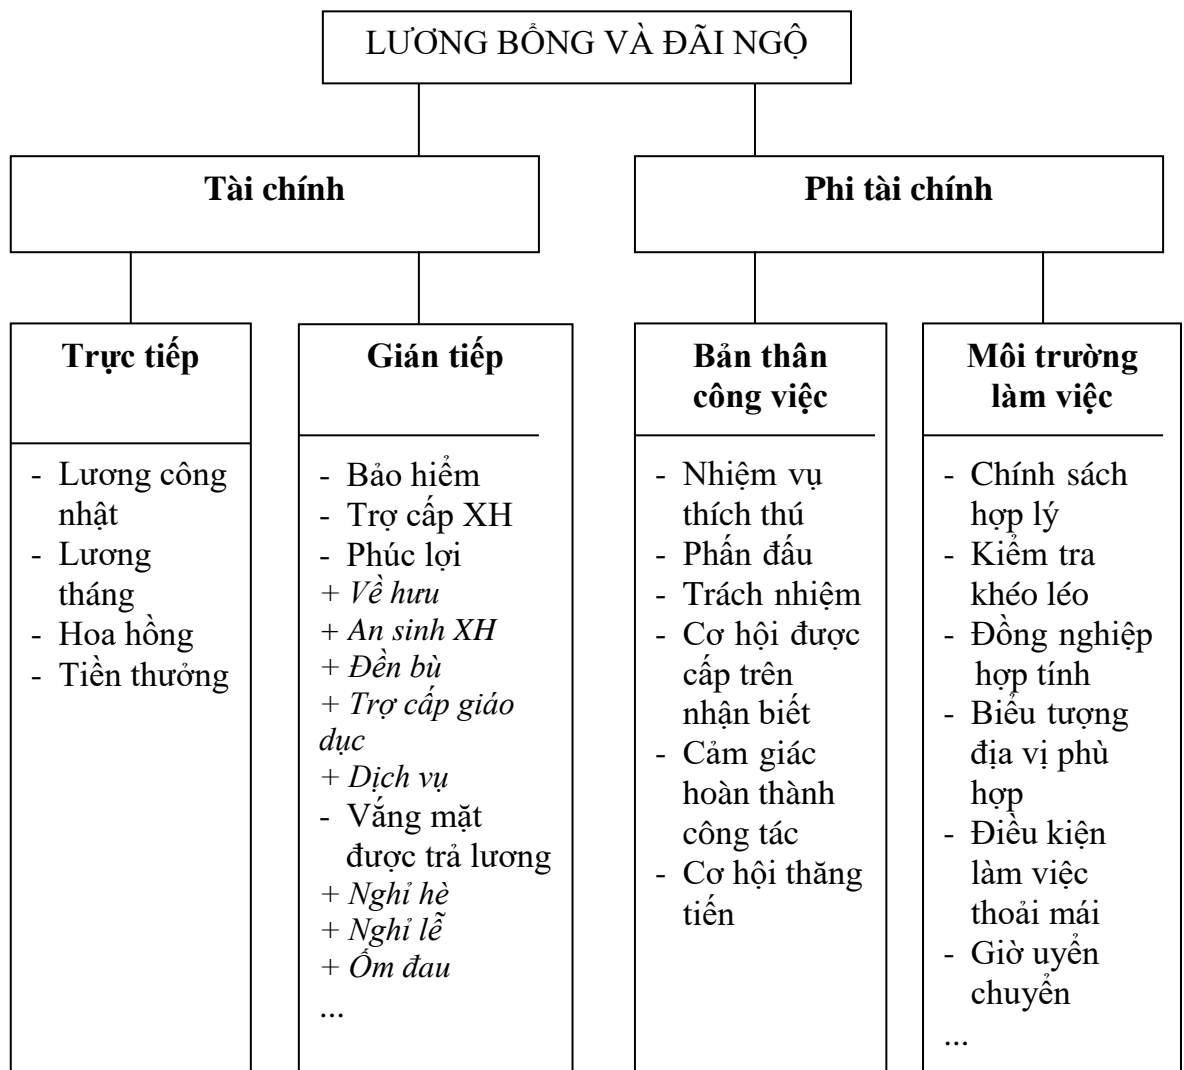 LƯƠNG BỔNG VÀ ĐÃI NGỘ
Tài chính
Phi tài chính
Trực tiếp
- Lương công
nhật
- Lương
tháng
- Hoa hồng
- Tiền thưởng
Gián tiếp
- Bảo hiểm
- Trợ cấp XH
- Phúc lợi
+ Về hưu
+ An sinh XH
+ Đền bù
+ Trợ cấp giáo
dục
+ Dịch vụ
- Vắng mặt
được trả lương
+ Nghỉ hè
+ Nghỉ lễ
+ Ốm đau
...
Bản thân
công việc
- Nhiệm vụ
thích thú
- Phấn đấu
- Trách nhiệm
- Cơ hội được
cấp trên
nhận biết
- Cảm giác
hoàn thành
công tác
- Cơ hội thăng
tiến
Môi trường
làm việc
- Chính sách
hợp lý
- Kiểm tra
khéo léo
- Đồng nghiệp
hợp tính
- Biểu tượng
địa vị phù
hợp
- Điều kiện
làm việc
thoải mái
- Giờ uyển
chuyển
...